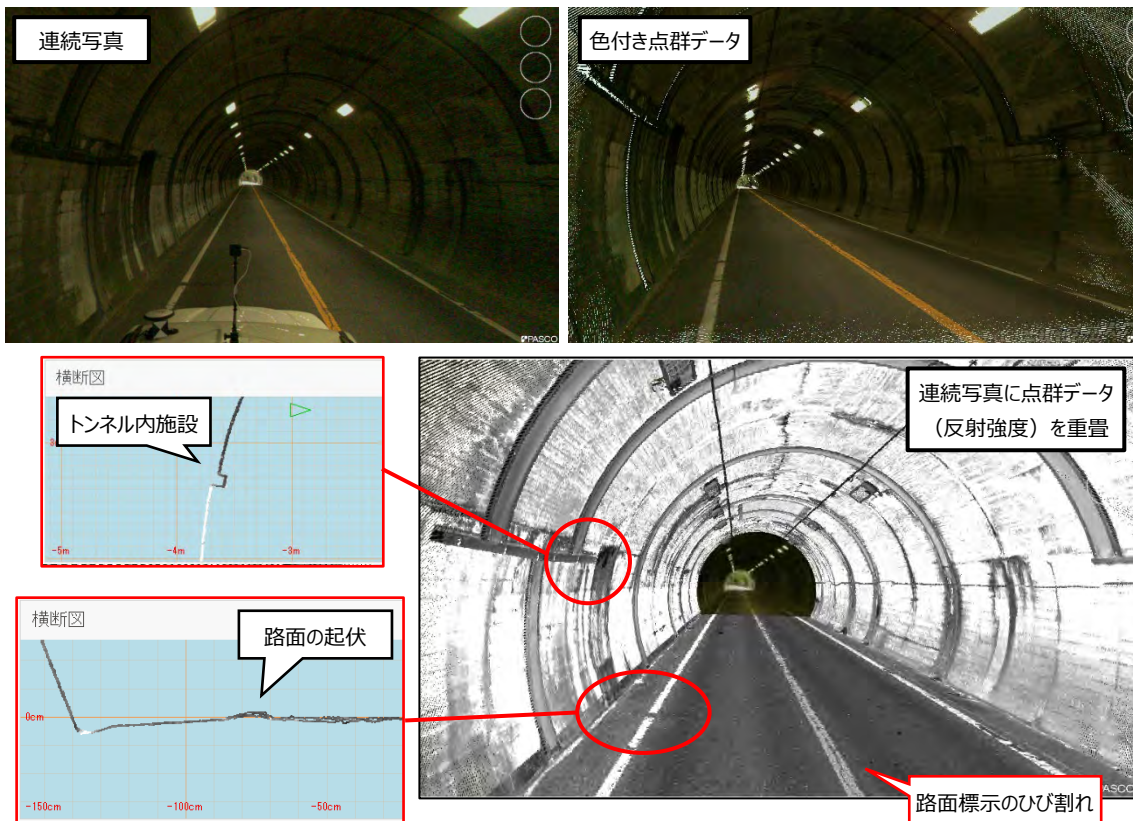 連続写真
PASCO
色付き点群データ
横断図
トンネル内施設
-5m
-4m
-3m
連続写真に点群データ
（反射強度）を重畳
横断図
路面の起伏
0cm
-150cm
-100cm
-50cm
PASCO
路面標示のひび割れ